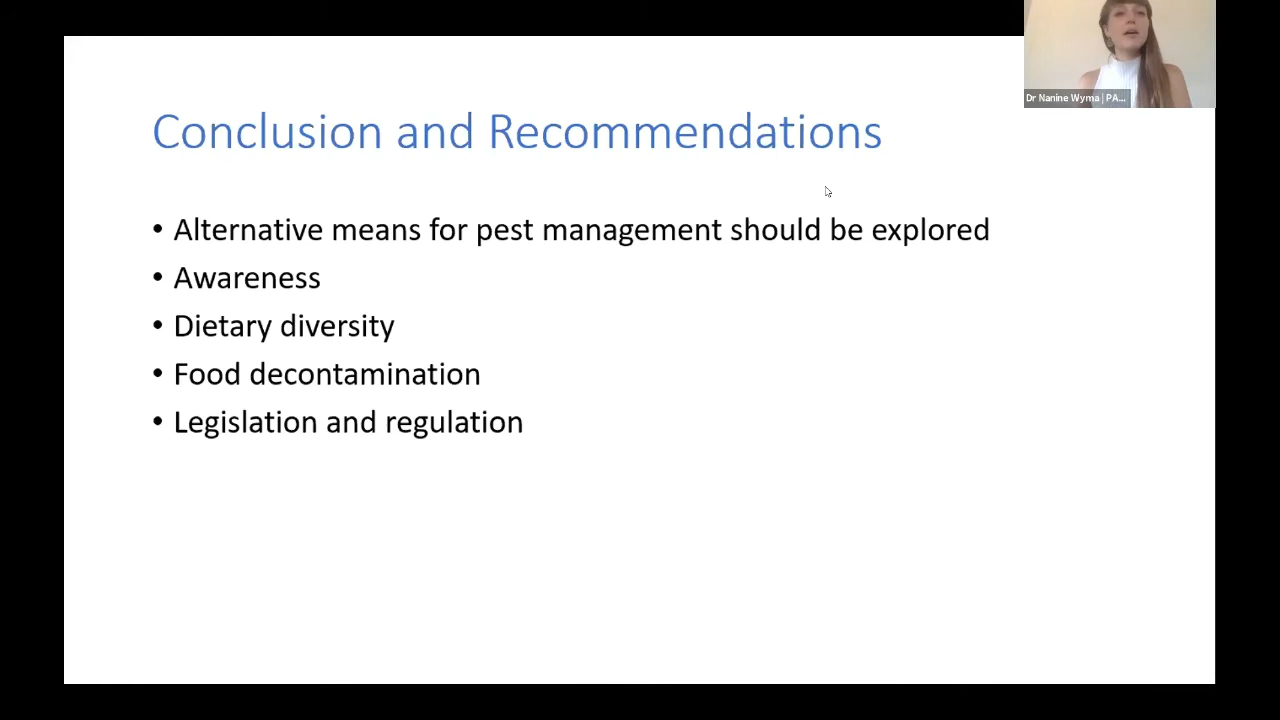 Dr Nanine Wyma | PA...
Conclusion and Recommendations
• Alternative means for pest management should be explored
• Awareness
• Dietary diversity
• Food decontamination
• Legislation and regulation